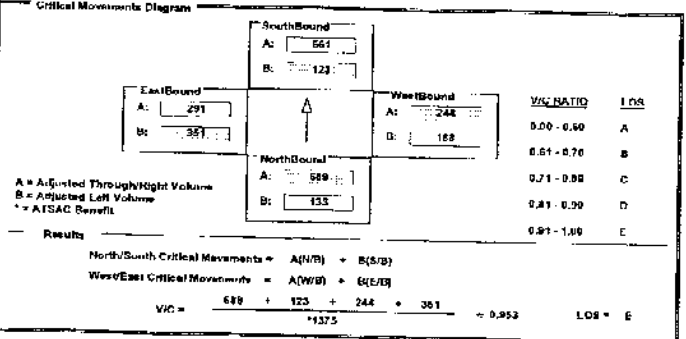 Critical Movements Diagram
SouthBound
A: 561
B: 123
EastBound
A: 291
B: 351
WestBound
A: 244
B: 168
NorthBound
A: 689
B: 133
V/C RATIO LOS
0.00 - 0.60 A
0.61 - 0.70 B
0.71 - 0.80 C
0.81 - 0.90 D
0.91 - 1.00 E
A = Adjusted Through/Right Volume
B = Adjusted Left Volume
* = ATSAC Benefit
Results
North/South Critical Movements = A(N/B) + B(S/B)
West/East Critical Movements = A(W/B) + B(E/B)
V/C = 689 + 123 + 244 + 351 = 0.953 LOS = E
*1375